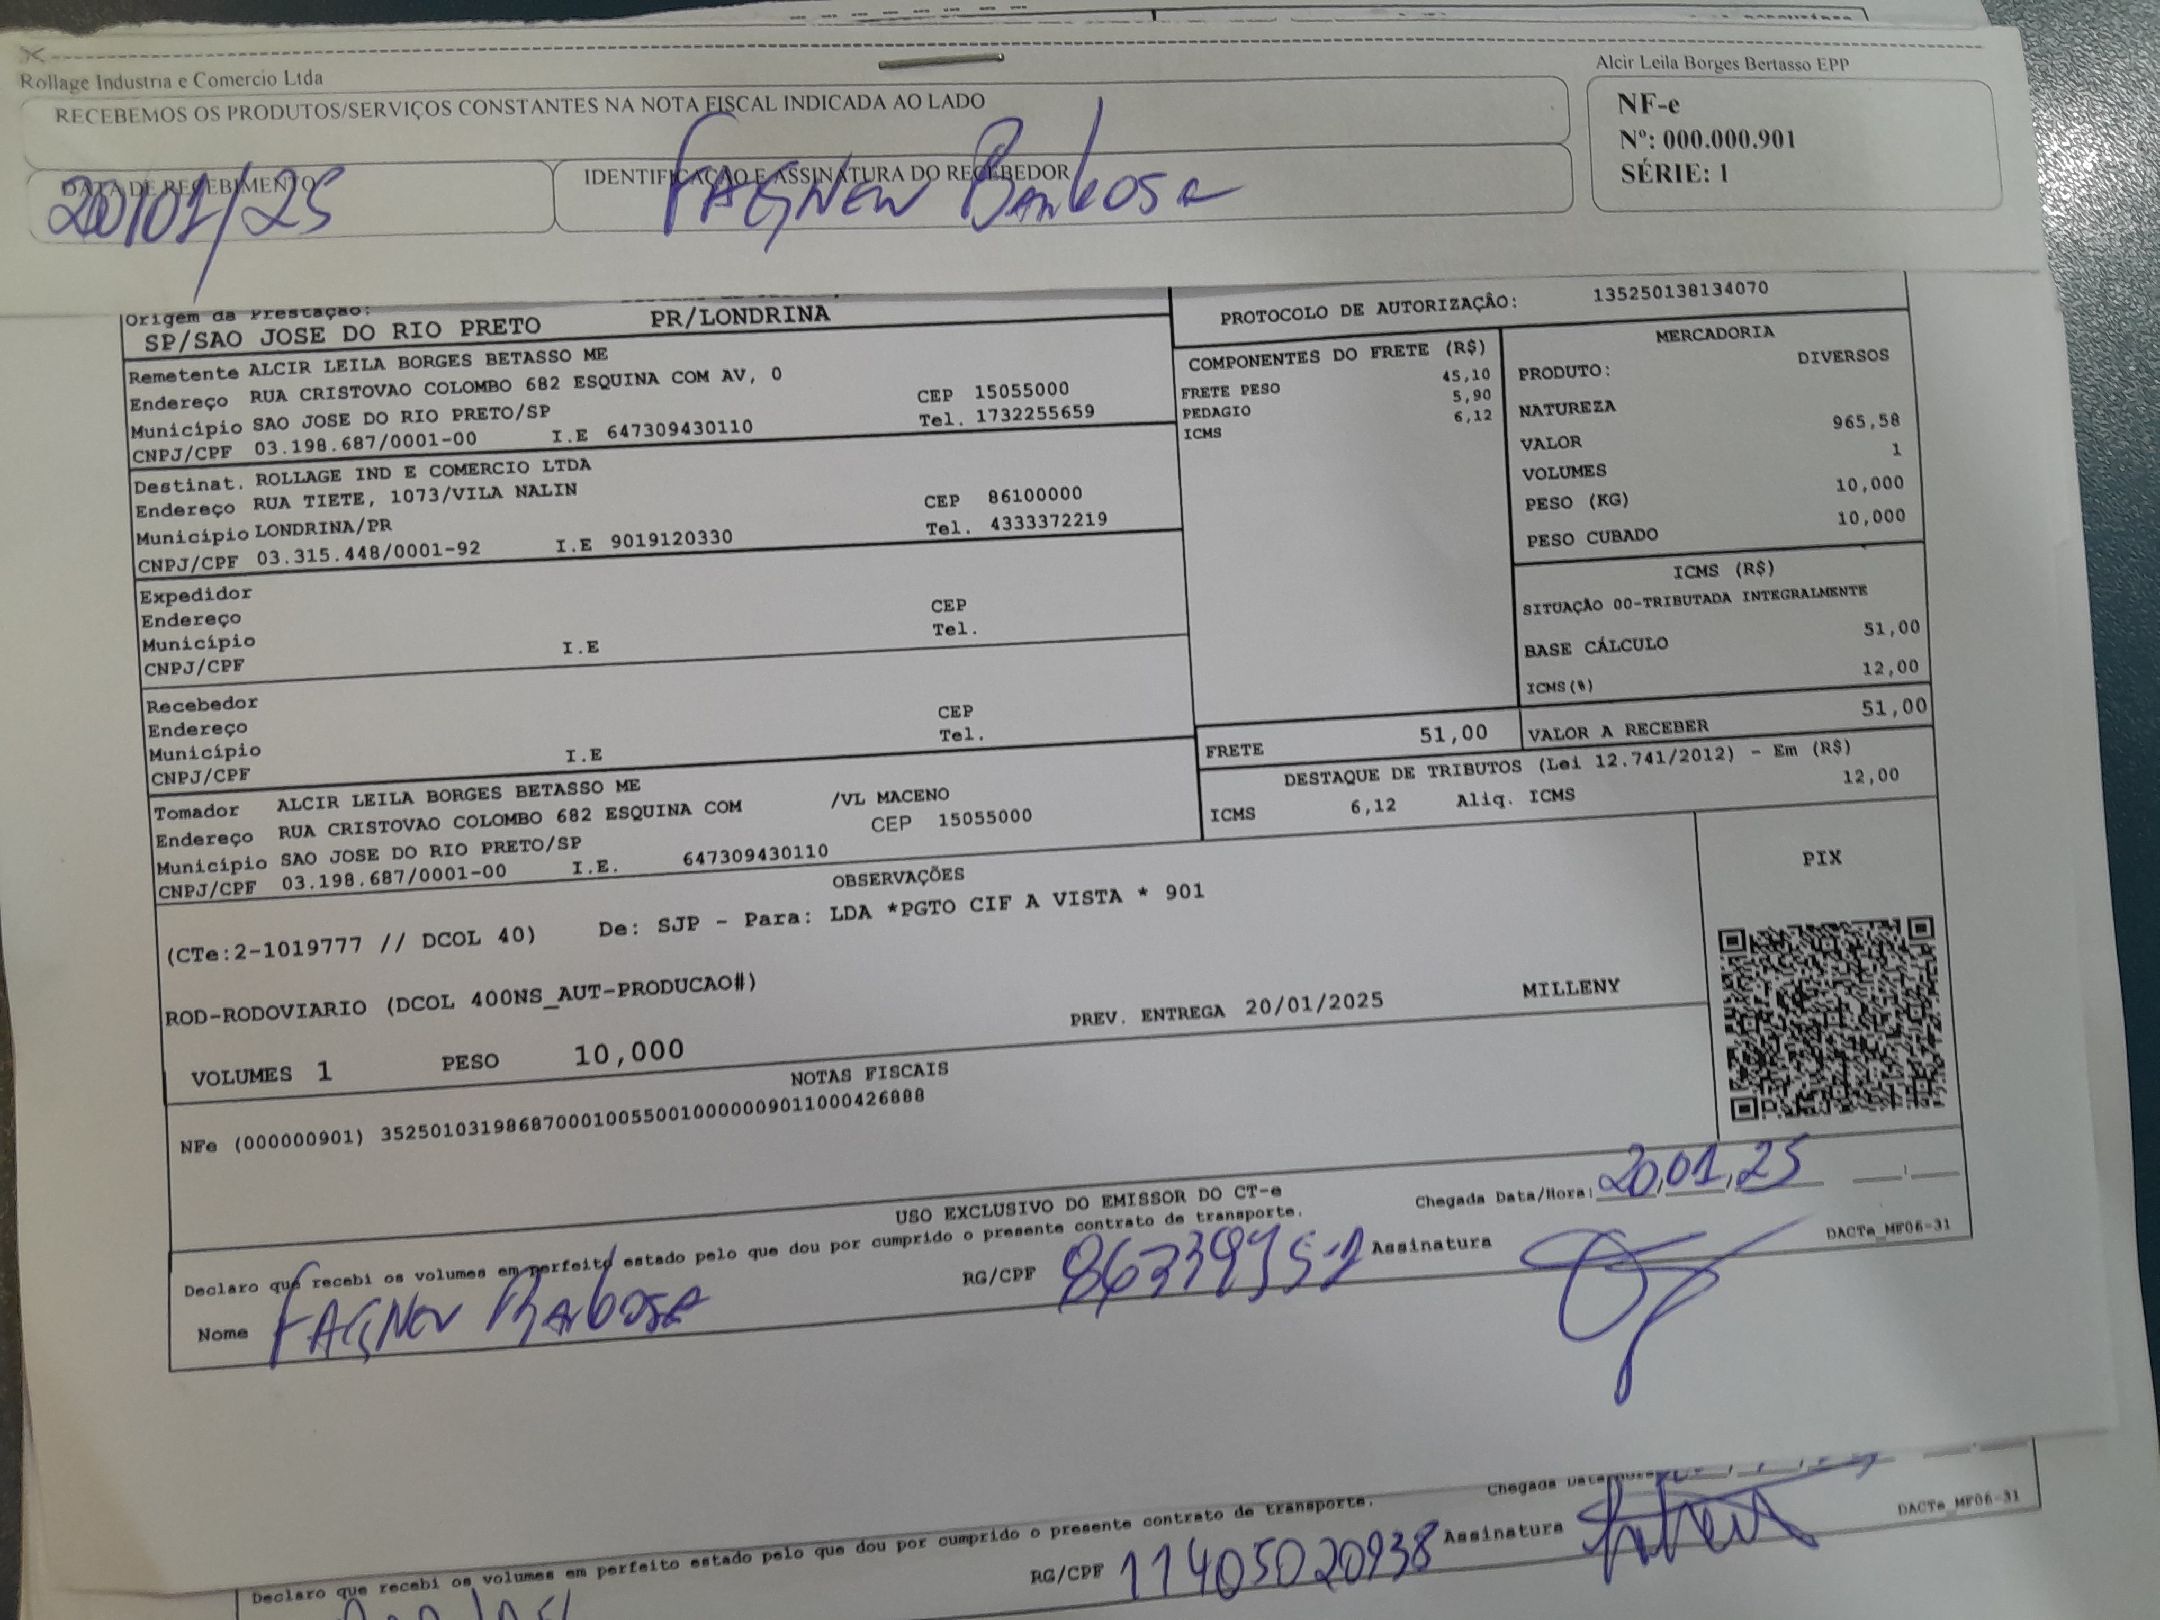 Rollage Industria e Comercio Ltda
Alcir Leila Borges Bertasso EPP
RECEBEMOS OS PRODUTOS/SERVIÇOS CONSTANTES NA NOTA FISCAL INDICADA AO LADO
NF-e
Nº: 000.000.901
SÉRIE: 1
DATA DE RECEBIMENTO
IDENTIFICAÇAO E ASSINATURA DO RECEBEDOR
20/01/25
FAGNER BARBOSA
Origem da Prestação:
SP/SAO JOSE DO RIO PRETO PR/LONDRINA
PROTOCOLO DE AUTORIZAÇÂO: 135250138134070
Remetente ALCIR LEILA BORGES BETASSO ME
Endereço RUA CRISTOVAO COLOMBO 682 ESQUINA COM AV, 0 CEP 15055000
Município SAO JOSE DO RIO PRETO/SP Tel. 1732255659
CNPJ/CPF 03.198.687/0001-00 I.E 647309430110
Destinat. ROLLAGE IND E COMERCIO LTDA
Endereço RUA TIETE, 1073/VILA NALIN CEP 86100000
Município LONDRINA/PR Tel. 4333372219
CNPJ/CPF 03.315.448/0001-92 I.E 9019120330
Expedidor
Endereço CEP
Município Tel.
CNPJ/CPF I.E
Recebedor
Endereço CEP
Município Tel.
CNPJ/CPF I.E
Tomador ALCIR LEILA BORGES BETASSO ME
Endereço RUA CRISTOVAO COLOMBO 682 ESQUINA COM /VL MACENO
Município SAO JOSE DO RIO PRETO/SP CEP 15055000
CNPJ/CPF 03.198.687/0001-00 I.E. 647309430110
COMPONENTES DO FRETE (R$)
FRETE PESO 45,10
PEDAGIO 5,90
ICMS 6,12
MERCADORIA
PRODUTO: DIVERSOS
NATUREZA
VALOR 965,58
VOLUMES 1
PESO (KG) 10,000
PESO CUBADO 10,000
ICMS (R$)
SITUAÇÃO 00-TRIBUTADA INTEGRALMENTE
BASE CÁLCULO 51,00
ICMS(%) 12,00
FRETE 51,00 VALOR A RECEBER 51,00
DESTAQUE DE TRIBUTOS (Lei 12.741/2012) - Em (R$)
ICMS 6,12 Aliq. ICMS 12,00
OBSERVAÇÕES
(CTe:2-1019777 // DCOL 40) De: SJP - Para: LDA *PGTO CIF A VISTA * 901
PIX
ROD-RODOVIARIO (DCOL 400NS_AUT-PRODUCAO#)
PREV. ENTREGA 20/01/2025 MILLENY
VOLUMES 1 PESO 10,000
NOTAS FISCAIS
NFe (000000901) 35250103198687000100550010000009011000426888
USO EXCLUSIVO DO EMISSOR DO CT-e
Declaro que recebi os volumes em perfeito estado pelo que dou por cumprido o presente contrato de transporte.
Chegada Data/Hora: 20,01,25
Nome FAGNER BARBOSA RG/CPF Assinatura
DACTe_MF06-31
Declaro que recebi os volumes em perfeito estado pelo que dou por cumprido o presente contrato de transporte.
Chegada
RG/CPF 11405020938 Assinatura
DACTe_MF06-31